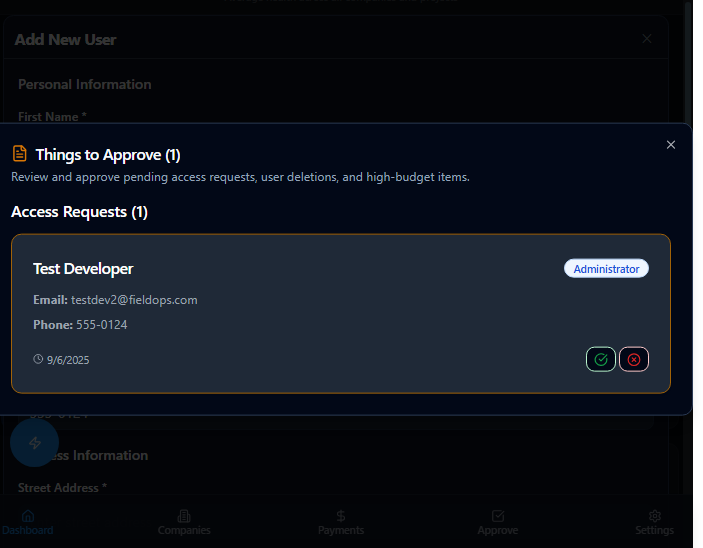 Add New User
Personal Information
First Name *
Things to Approve (1)
Review and approve pending access requests, user deletions, and high-budget items.
Access Requests (1)
Test Developer
Administrator
Email: testdev2@fieldops.com
Phone: 555-0124
9/6/2025
555-0124
ess Information
Street Address *
Dashboard
Companies
Payments
Approve
Settings